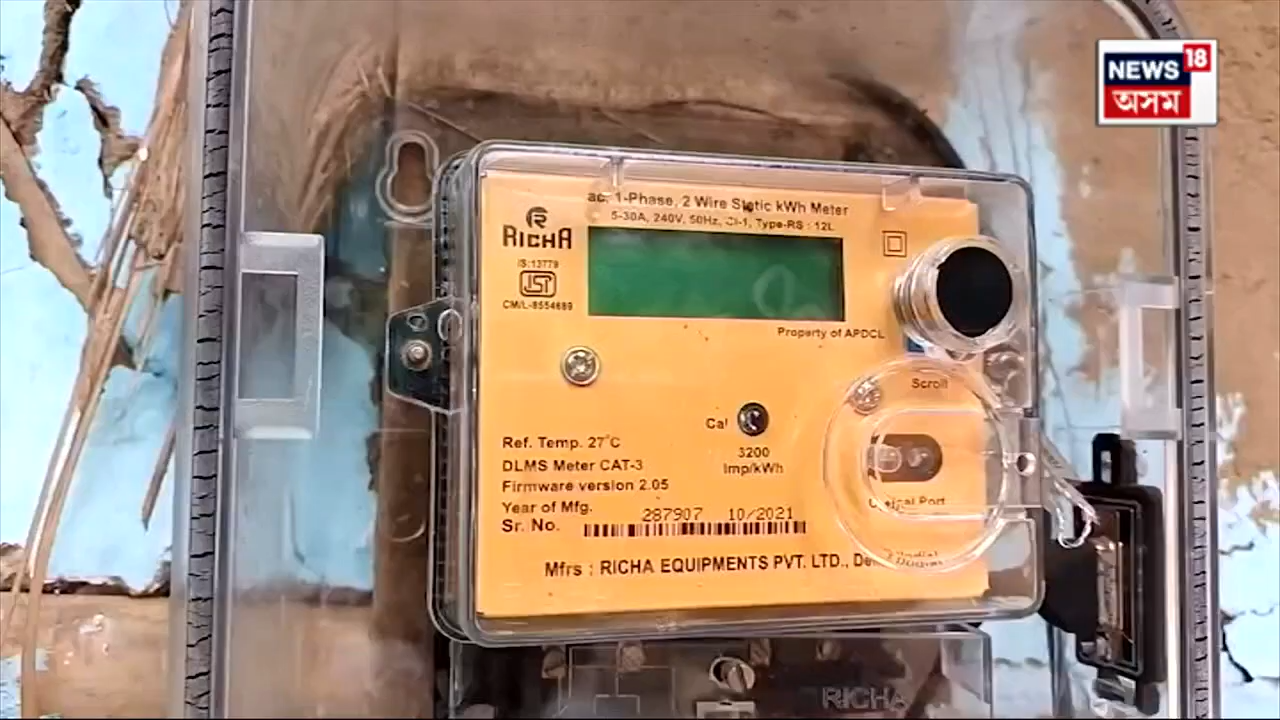 NEWS 18
অসম
ac, 1-Phase, 2 Wire Static kWh Meter
5-30A, 240V, 50Hz, Cl-1, Type-RS : 12L
RICHA
IS:13779
ISI
CM/L-8554689
Property of APDCL
Scroll
Cal
3200
Imp/kWh
Ref. Temp. 27°C
DLMS Meter CAT-3
Firmware version 2.05
Optical Port
Year of Mfg.
287907 10/2021
Sr. No.
Mfrs : RICHA EQUIPMENTS PVT. LTD.,
RICHA